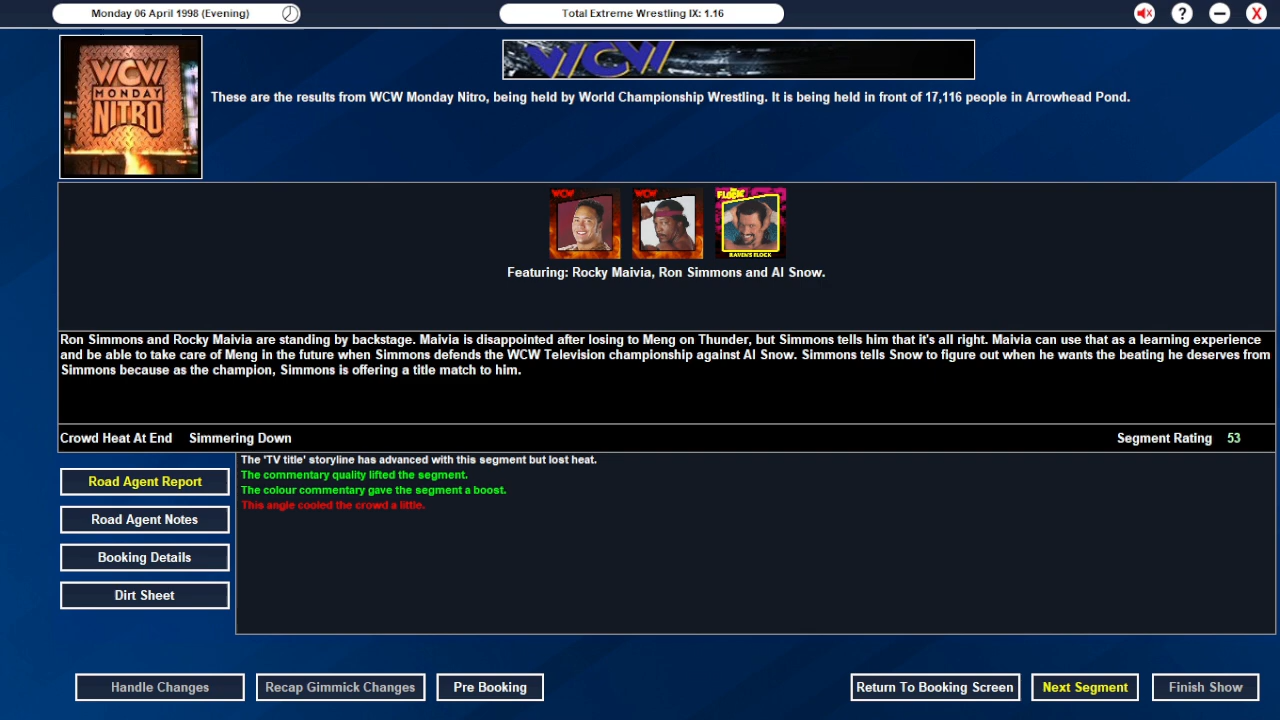 Monday 06 April 1998 (Evening)
Total Extreme Wrestling IX: 1.16
?
X
WCW
MONDAY
NITRO
WCW
These are the results from WCW Monday Nitro, being held by World Championship Wrestling. It is being held in front of 17,116 people in Arrowhead Pond.
WCW
WCW
The FLOCK
RAVEN'S FLOCK
Featuring: Rocky Maivia, Ron Simmons and Al Snow.
Ron Simmons and Rocky Maivia are standing by backstage. Maivia is disappointed after losing to Meng on Thunder, but Simmons tells him that it's all right. Maivia can use that as a learning experience
and be able to take care of Meng in the future when Simmons defends the WCW Television championship against Al Snow. Simmons tells Snow to figure out when he wants the beating he deserves from
Simmons because as the champion, Simmons is offering a title match to him.
Crowd Heat At End Simmering Down
Segment Rating 53
Road Agent Report
Road Agent Notes
Booking Details
Dirt Sheet
The 'TV title' storyline has advanced with this segment but lost heat.
The commentary quality lifted the segment.
The colour commentary gave the segment a boost.
This angle cooled the crowd a little.
Handle Changes
Recap Gimmick Changes
Pre Booking
Return To Booking Screen
Next Segment
Finish Show